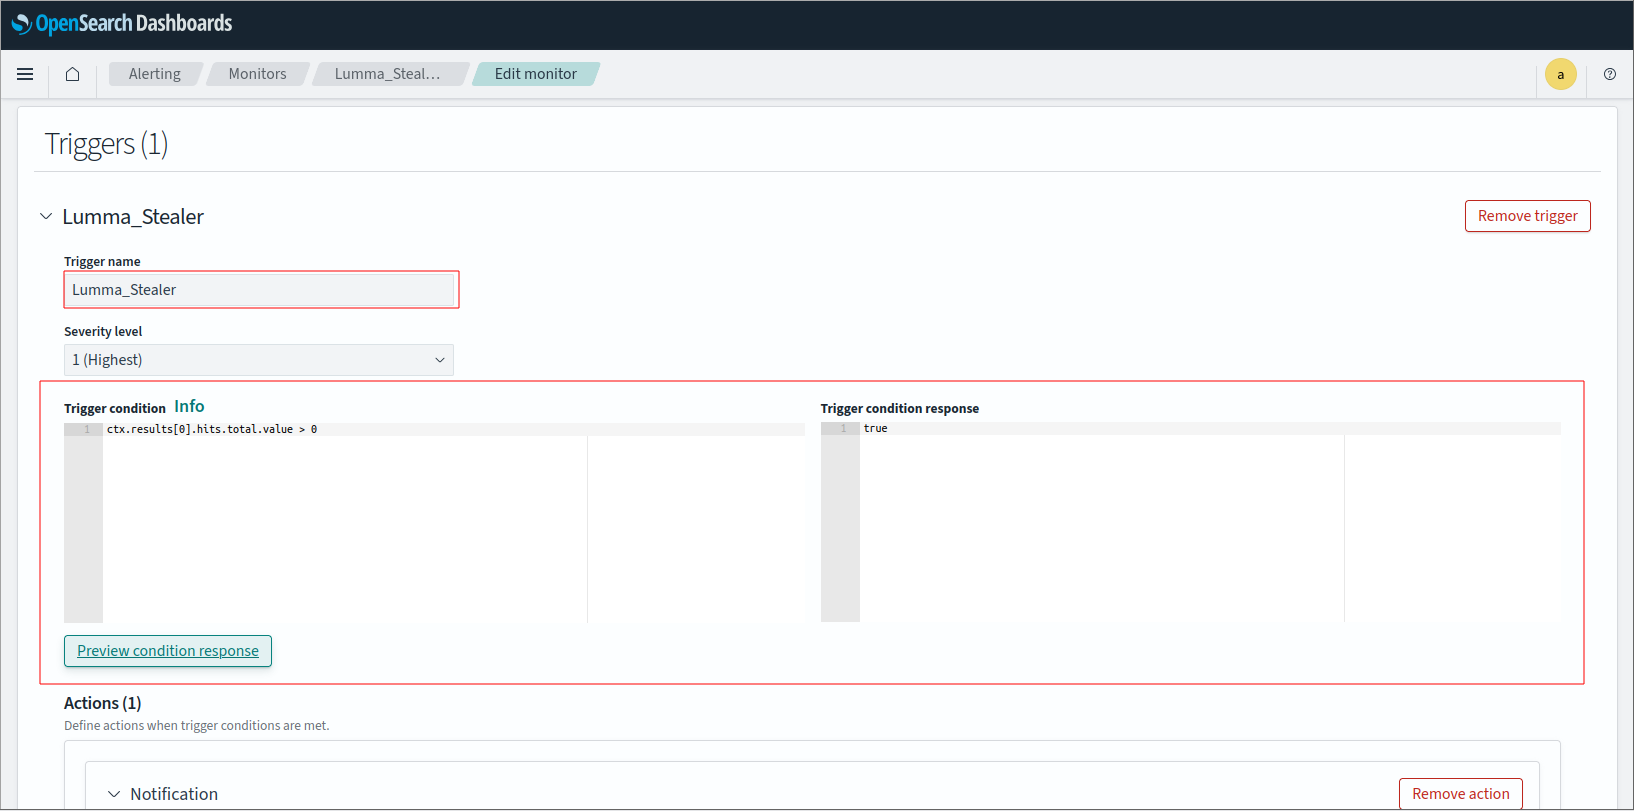 OpenSearch Dashboards
Alerting
Monitors
Lumma_Steal...
Edit monitor
a
Triggers (1)
Lumma_Stealer
Remove trigger
Trigger name
Lumma_Stealer
Severity level
1 (Highest)
Trigger condition Info
1 ctx.results[0].hits.total.value > 0
Trigger condition response
1 true
Preview condition response
Actions (1)
Define actions when trigger conditions are met.
Notification
Remove action